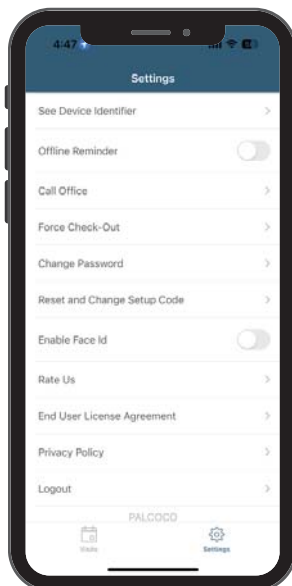 4:47
Settings
See Device Identifier
Offline Reminder
Call Office
Force Check-Out
Change Password
Reset and Change Setup Code
Enable Face Id
Rate Us
End User License Agreement
Privacy Policy
Logout
PALCOCO
Visits Settings